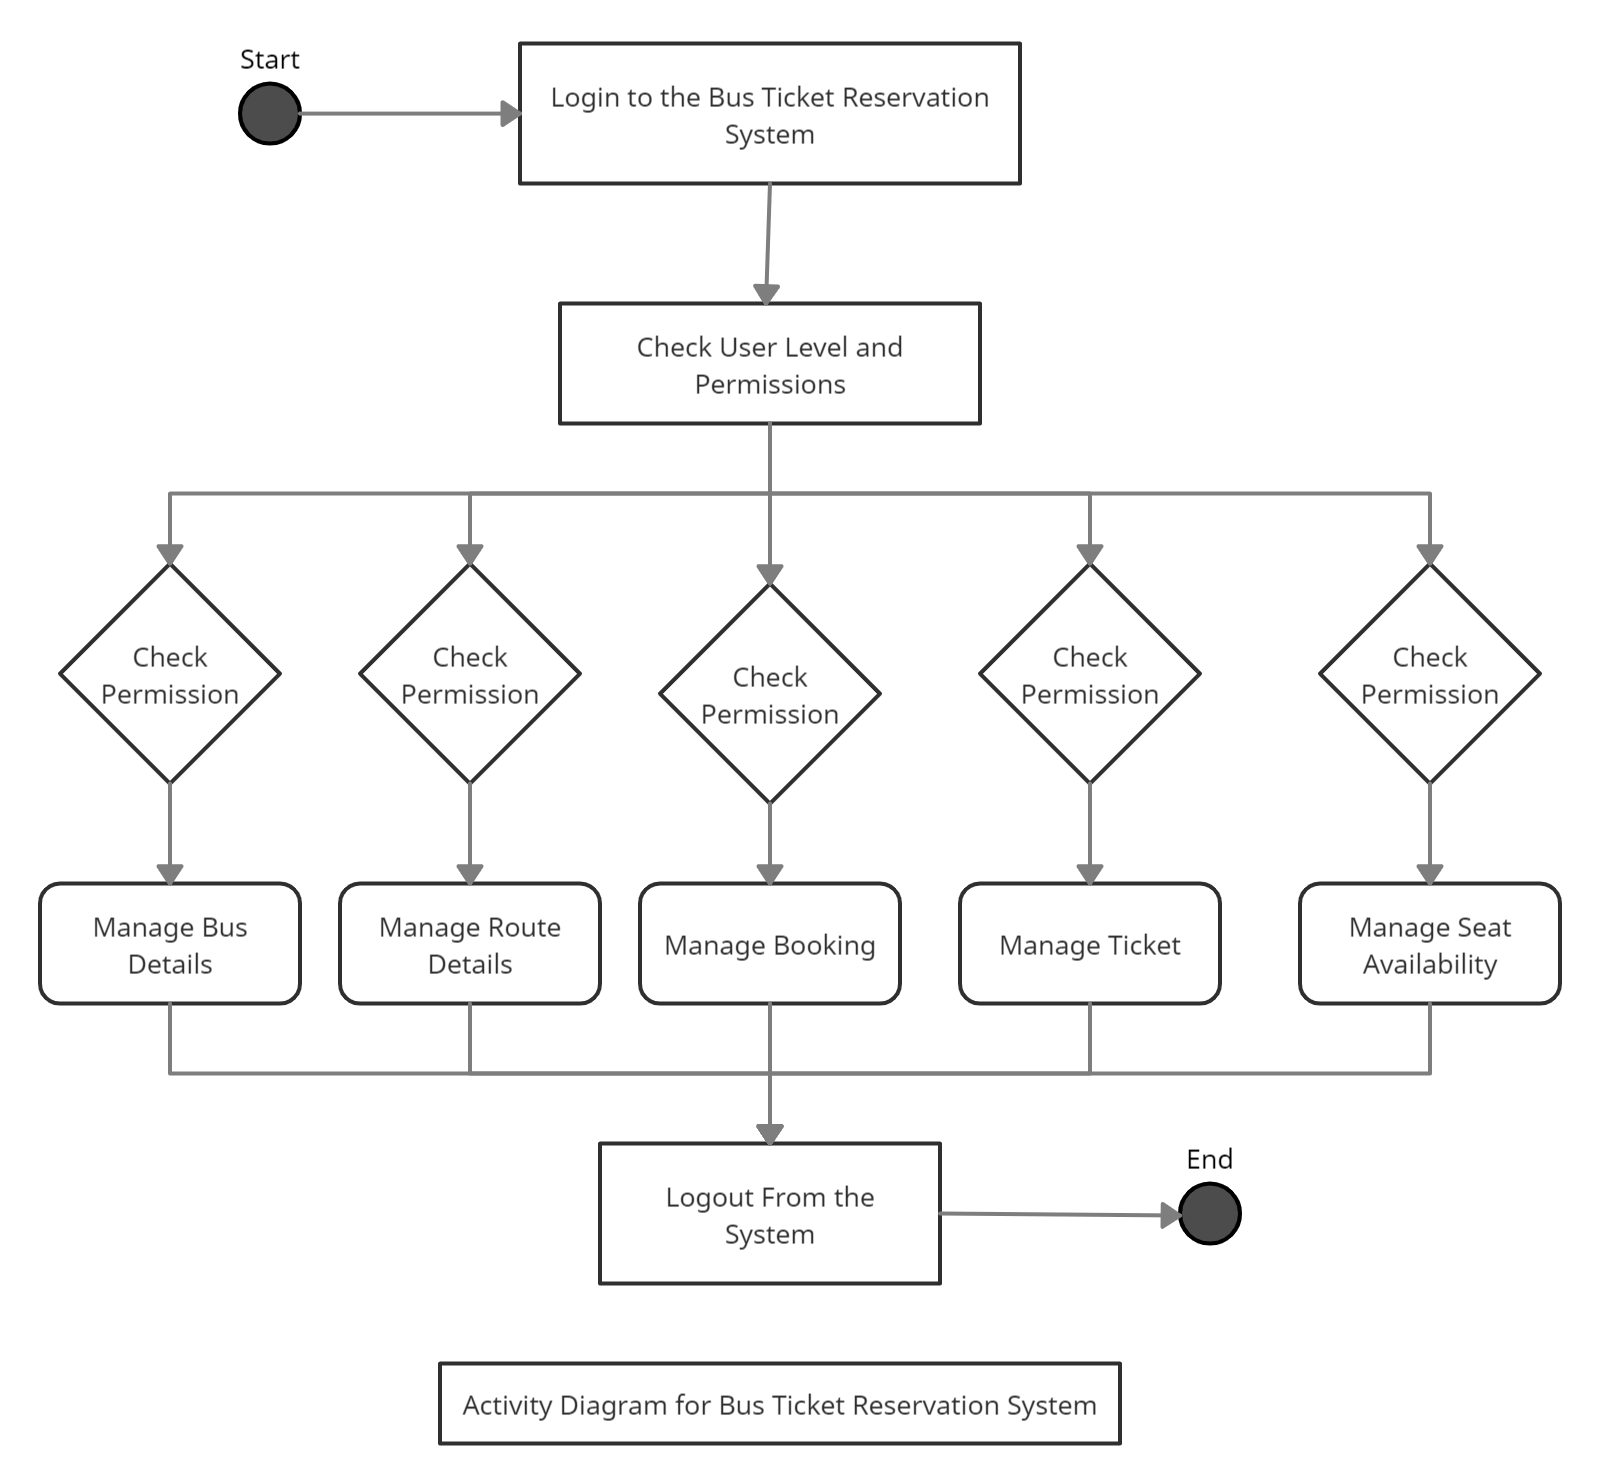 Start
Login to the Bus Ticket Reservation
System
Check User Level and
Permissions
Check
Permission
Check
Permission
Check
Permission
Check
Permission
Check
Permission
Manage Bus
Details
Manage Route
Details
Manage Booking
Manage Ticket
Manage Seat
Availability
Logout From the
System
End
Activity Diagram for Bus Ticket Reservation System